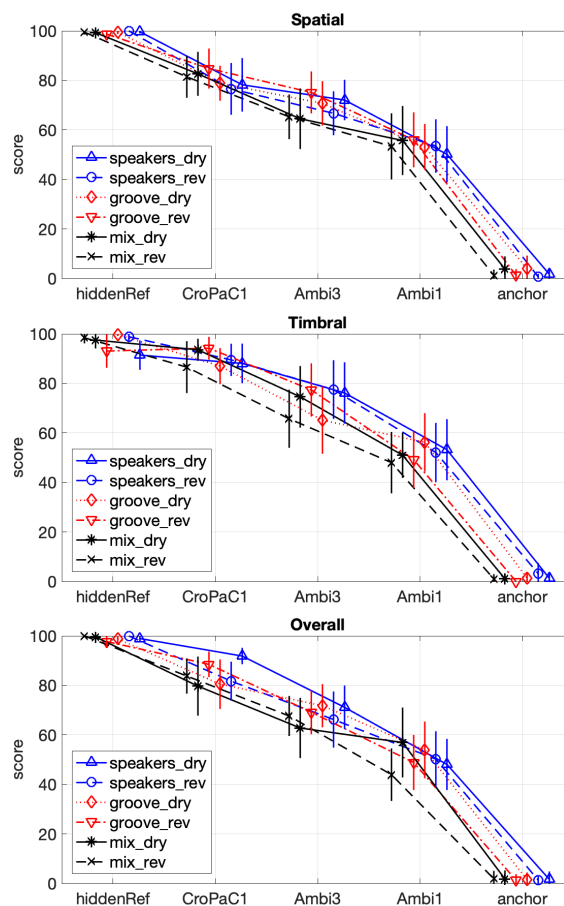 Spatial
100
80
60
40
20
0
score
speakers_dry
speakers_rev
groove_dry
groove_rev
mix_dry
mix_rev
hiddenRef CroPaC1 Ambi3 Ambi1 anchor
Timbral
100
80
60
40
20
0
score
speakers_dry
speakers_rev
groove_dry
groove_rev
mix_dry
mix_rev
hiddenRef CroPaC1 Ambi3 Ambi1 anchor
Overall
100
80
60
40
20
0
score
speakers_dry
speakers_rev
groove_dry
groove_rev
mix_dry
mix_rev
hiddenRef CroPaC1 Ambi3 Ambi1 anchor